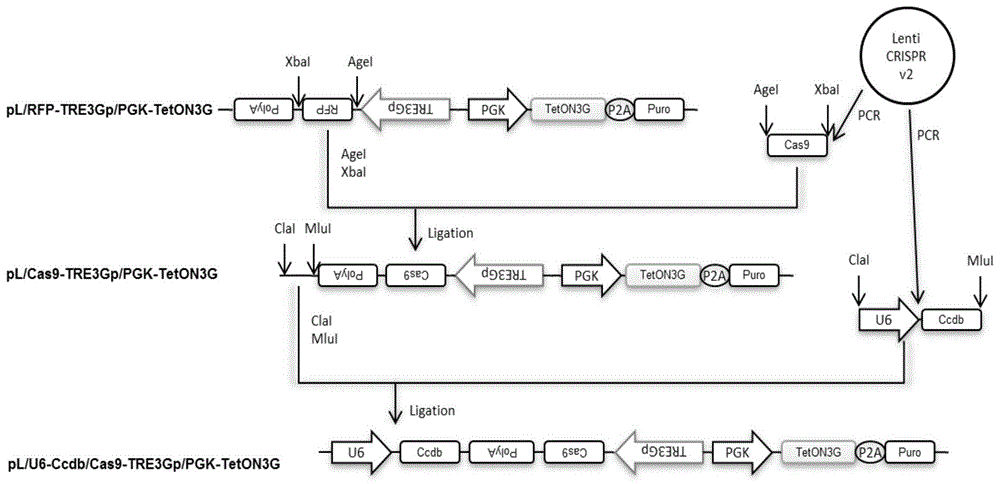 Lenti
CRISPR
v2
XbaI AgeI
pL/RFP-TRE3Gp/PGK-TetON3G
PolyA RFP TRE3Gp PGK TetON3G P2A Puro
AgeI XbaI
Cas9
PCR
PCR
AgeI
XbaI
Ligation
ClaI MluI
pL/Cas9-TRE3Gp/PGK-TetON3G
PolyA Cas9 TRE3Gp PGK TetON3G P2A Puro
ClaI MluI
U6 Ccdb
ClaI
MluI
Ligation
pL/U6-Ccdb/Cas9-TRE3Gp/PGK-TetON3G
U6 Ccdb PolyA Cas9 TRE3Gp PGK TetON3G P2A Puro